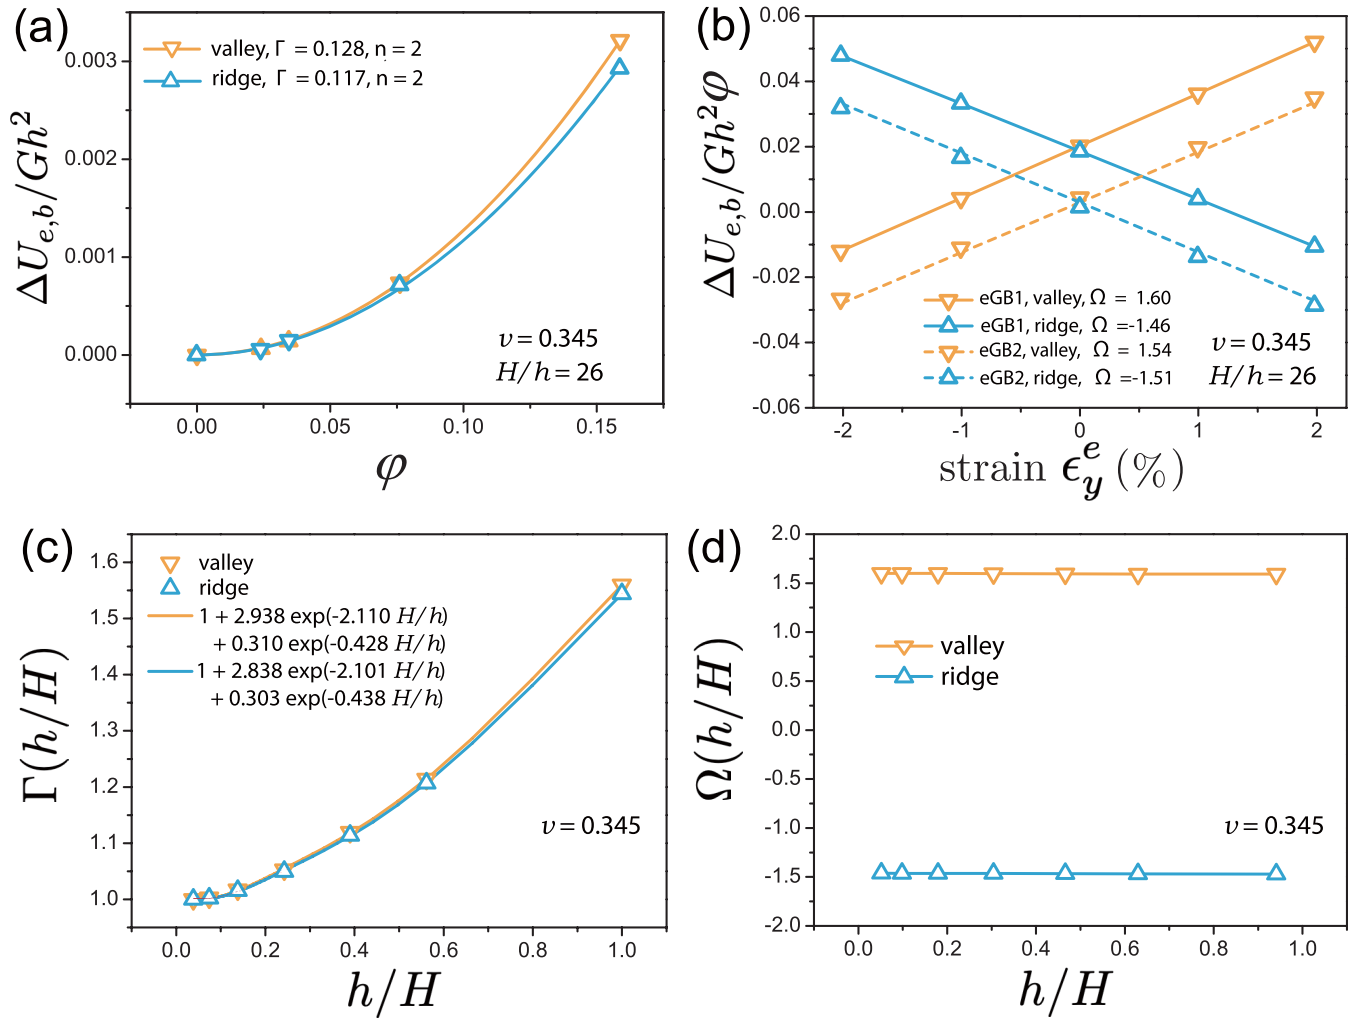 (a)
ΔU_{e,b}/Gh²
0.003
0.002
0.001
0.000
valley, Γ = 0.128, n = 2
ridge, Γ = 0.117, n = 2
υ = 0.345
H/h = 26
0.00 0.05 0.10 0.15
φ
(b)
ΔU_{e,b}/Gh²φ
0.06
0.04
0.02
0.00
-0.02
-0.04
-0.06
eGB1, valley, Ω = 1.60
eGB1, ridge, Ω =-1.46
eGB2, valley, Ω = 1.54
eGB2, ridge, Ω =-1.51
υ = 0.345
H/h = 26
-2 -1 0 1 2
strain ϵ_y^e (%)
(c)
Γ(h/H)
1.6
1.5
1.4
1.3
1.2
1.1
1.0
valley
ridge
1 + 2.938 exp(-2.110 H/h)
+ 0.310 exp(-0.428 H/h)
1 + 2.838 exp(-2.101 H/h)
+ 0.303 exp(-0.438 H/h)
υ = 0.345
0.0 0.2 0.4 0.6 0.8 1.0
h/H
(d)
Ω(h/H)
2.0
1.5
1.0
0.5
0.0
-0.5
-1.0
-1.5
-2.0
valley
ridge
υ = 0.345
0.0 0.2 0.4 0.6 0.8 1.0
h/H